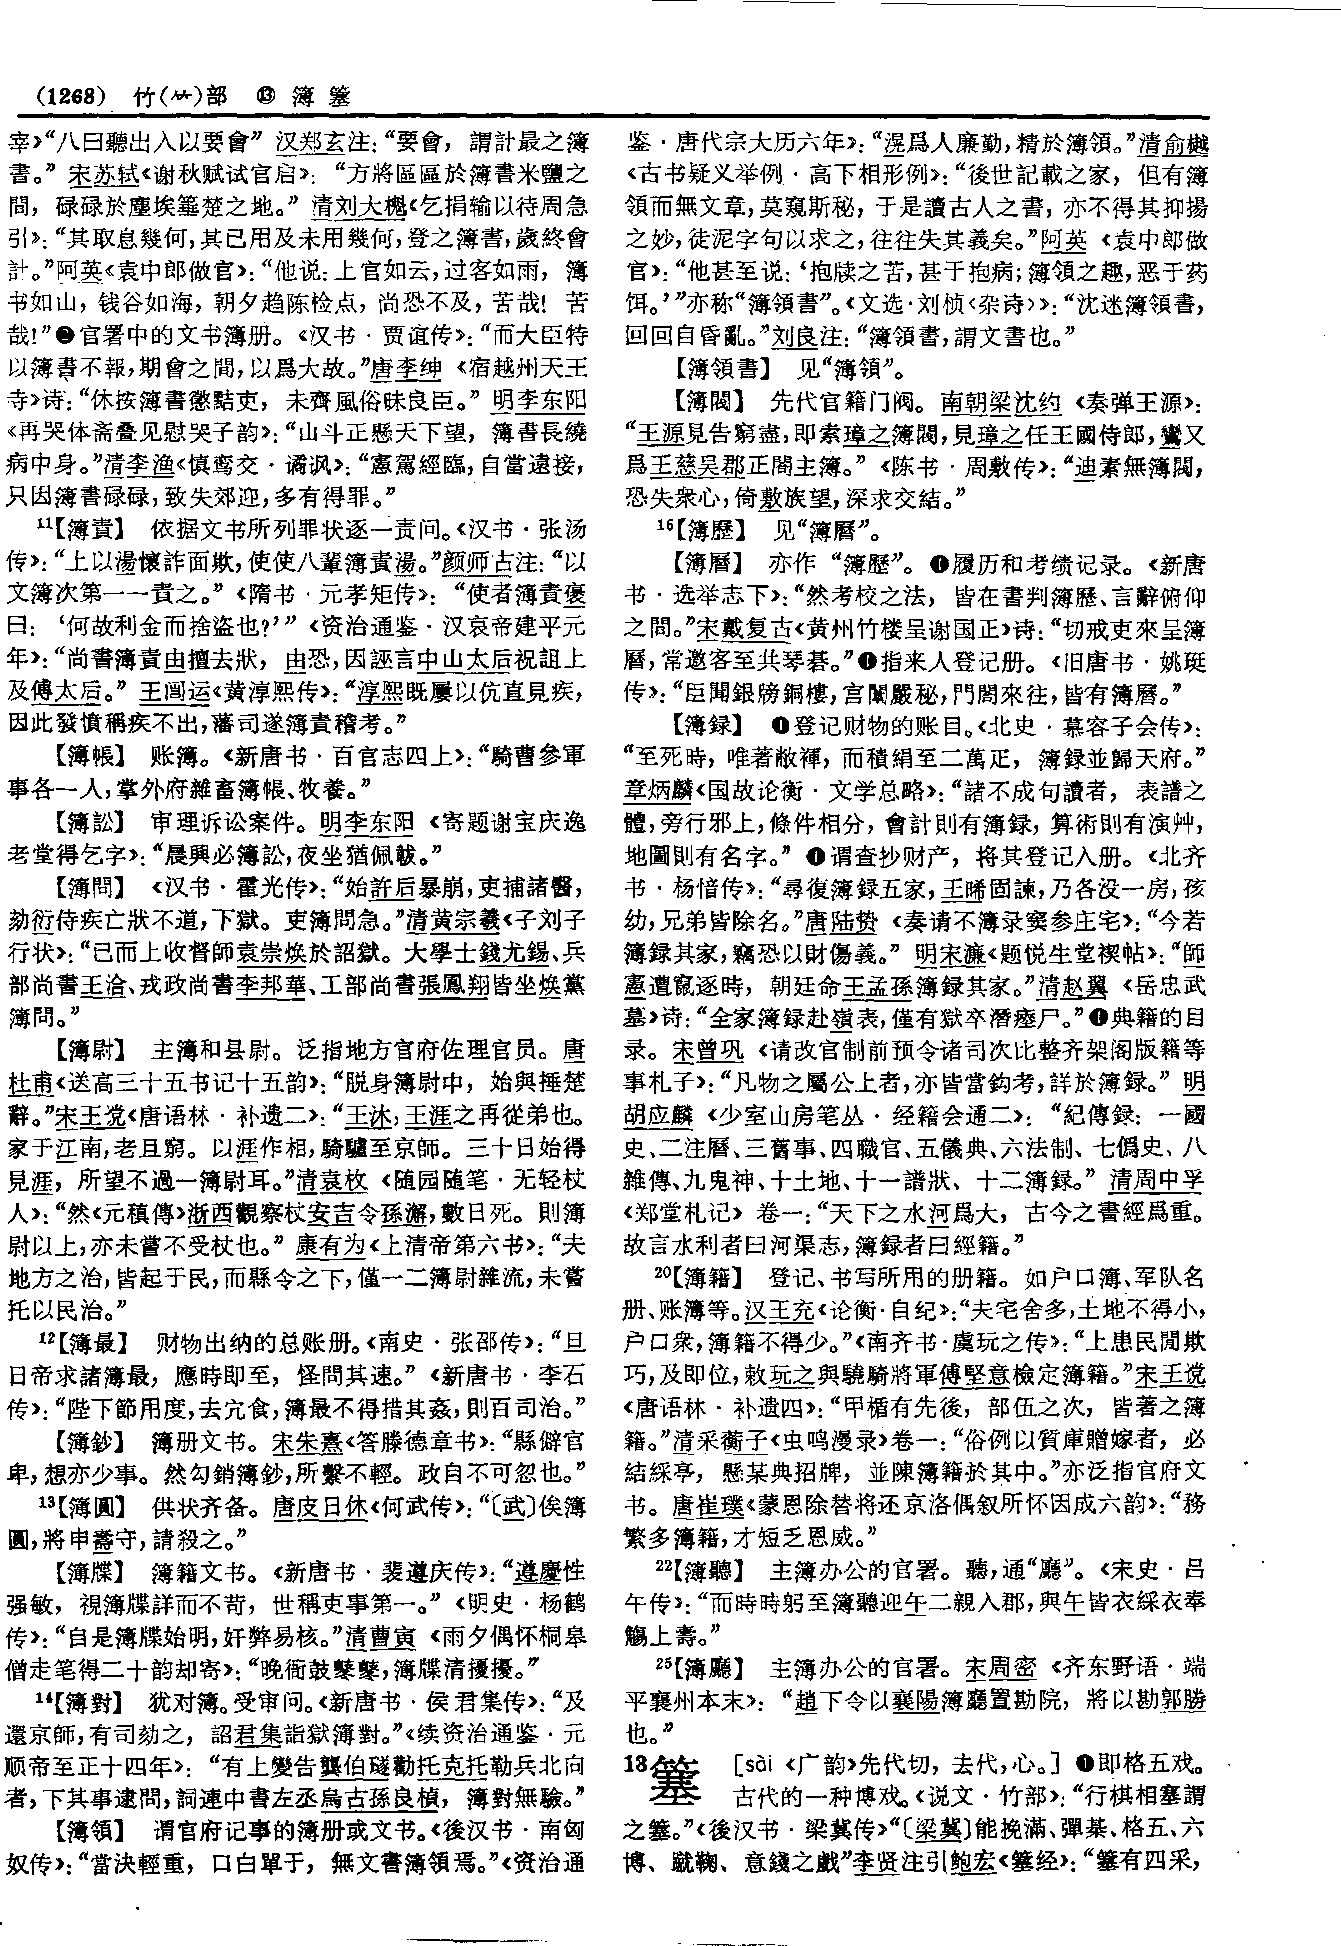 (1268) 竹(⺮)部 ⑬ 簿 簺
宰》“八曰聽出入以要會”汉郑玄注：“要會，謂計最之簿
書。”宋苏轼《谢秋赋试官启》：“方將區區於簿書米鹽之
間，碌碌於塵埃箠楚之地。”清刘大櫆《乞捐输以待周急
引》：“其取息幾何，其已用及未用幾何，登之簿書，歲終會
計。”阿英《袁中郎做官》：“他说：上官如云，过客如雨，簿
书如山，钱谷如海，朝夕趋陈检点，尚恐不及，苦哉！苦
哉！”❷官署中的文书簿册。《汉书·贾谊传》：“而大臣特
以簿書不報，期會之間，以爲大故。”唐李绅《宿越州天王
寺》诗：“休按簿書懲黠吏，未齊風俗昧良臣。”明李东阳
《再哭体斋叠见慰哭子韵》：“山斗正懸天下望，簿書長繞
病中身。”清李渔《慎鸾交·谲讽》：“憲駕經臨，自當遠接，
只因簿書碌碌，致失郊迎，多有得罪。”
11【簿責】 依据文书所列罪状逐一责问。《汉书·张汤
传》：“上以湯懷詐面欺，使使八輩簿責湯。”颜师古注：“以
文簿次第一一責之。”《隋书·元孝矩传》：“使者簿責褒
曰：‘何故利金而捨盗也？’”《资治通鉴·汉哀帝建平元
年》：“尚書簿責由擅去狀，由恐，因誣言中山太后祝詛上
及傅太后。”王闿运《黄淳熙传》：“淳熙既屢以伉直見疾，
因此發憤稱疾不出，藩司遂簿責稽考。”
【簿帳】 账簿。《新唐书·百官志四上》：“騎曹參軍
事各一人，掌外府雜畜簿帳、牧養。”
【簿訟】 审理诉讼案件。明李东阳《寄题谢宝庆逸
老堂得乞字》：“晨興必簿訟，夜坐猶佩韍。”
【簿問】 《汉书·霍光传》：“始許后暴崩，吏捕諸醫，
劾衍侍疾亡狀不道，下獄。吏簿問急。”清黄宗羲《子刘子
行状》：“已而上收督師袁崇焕於詔獄。大學士錢尤錫、兵
部尚書王洽、戎政尚書李邦華、工部尚書張鳳翔皆坐焕黨
簿問。”
【簿尉】 主簿和县尉。泛指地方官府佐理官员。唐
杜甫《送高三十五书记十五韵》：“脱身簿尉中，始與捶楚
辭。”宋王谠《唐语林·补遗二》：“王沐，王涯之再從弟也。
家于江南，老且窮。以涯作相，騎驢至京師。三十日始得
見涯，所望不過一簿尉耳。”清袁枚《随园随笔·无轻杖
人》：“然《元稹傳》浙西觀察杖安吉令孫澥，數日死。則簿
尉以上，亦未嘗不受杖也。”康有为《上清帝第六书》：“夫
地方之治，皆起于民，而縣令之下，僅一二簿尉雜流，未嘗
托以民治。”
12【簿最】 财物出纳的总账册。《南史·张邵传》：“旦
日帝求諸簿最，應時即至，怪問其速。”《新唐书·李石
传》：“陛下節用度，去宂食，簿最不得措其姦，則百司治。”
【簿鈔】 簿册文书。宋朱熹《答滕德章书》：“縣僻官
卑，想亦少事。然勾銷簿鈔，所繫不輕。政自不可忽也。”
13【簿圓】 供状齐备。唐皮日休《何武传》：“〔武〕俟簿
圓，將申壽守，請殺之。”
【簿牒】 簿籍文书。《新唐书·裴遵庆传》：“遵慶性
强敏，視簿牒詳而不苛，世稱吏事第一。”《明史·杨鹤
传》：“自是簿牒始明，奸弊易核。”清曹寅《雨夕偶怀桐皋
僧走笔得二十韵却寄》：“晚衙鼓鼕鼕，簿牒清擾擾。”
14【簿對】 犹对簿。受审问。《新唐书·侯君集传》：“及
還京師，有司劾之，詔君集詣獄簿對。”《续资治通鉴·元
顺帝至正十四年》：“有上變告龔伯璲勸托克托勒兵北向
者，下其事逮問，詞連中書左丞烏古孫良楨，簿對無驗。”
【簿領】 谓官府记事的簿册或文书。《後汉书·南匈
奴传》：“當決輕重，口白單于，無文書簿領焉。”《资治通
鉴·唐代宗大历六年》：“滉爲人廉勤，精於簿領。”清俞樾
《古书疑义举例·高下相形例》：“後世記載之家，但有簿
領而無文章，莫窺斯秘，于是讀古人之書，亦不得其抑揚
之妙，徒泥字句以求之，往往失其義矣。”阿英《袁中郎做
官》：“他甚至说：‘抱牍之苦，甚于抱病；簿領之趣，恶于药
饵。’”亦称“簿領書”。《文选·刘桢〈杂诗〉》：“沈迷簿領書，
回回自昏亂。”刘良注：“簿領書，謂文書也。”
【簿領書】 见“簿領”。
【簿閥】 先代官籍门阀。南朝梁沈约《奏弹王源》：
“王源見告窮盡，即索璋之簿閥，見璋之任王國侍郎，鸞又
爲王慈吴郡正閤主簿。”《陈书·周敷传》：“迪素無簿閥，
恐失衆心，倚敷族望，深求交結。”
16【簿歷】 见“簿曆”。
【簿曆】 亦作“簿歷”。❶履历和考绩记录。《新唐
书·选举志下》：“然考校之法，皆在書判簿歷、言辭俯仰
之間。”宋戴复古《黄州竹楼呈谢国正》诗：“切戒吏來呈簿
曆，常邀客至共琴碁。”❷指来人登记册。《旧唐书·姚珽
传》：“臣聞銀牓銅樓，宫闈嚴秘，門閤來往，皆有簿曆。”
【簿録】 ❶登记财物的账目。《北史·慕容子会传》：
“至死時，唯著敝褌，而積絹至二萬疋，簿録並歸天府。”
章炳麟《国故论衡·文学总略》：“諸不成句讀者，表譜之
體，旁行邪上，條件相分，會計則有簿録，算術則有演艸，
地圖則有名字。”❷谓查抄财产，将其登记入册。《北齐
书·杨愔传》：“尋復簿録五家，王晞固諫，乃各没一房，孩
幼，兄弟皆除名。”唐陆贽《奏请不簿录窦参庄宅》：“今若
簿録其家，竊恐以財傷義。”明宋濂《题悦生堂禊帖》：“師
憲遭竄逐時，朝廷命王孟孫簿録其家。”清赵翼《岳忠武
墓》诗：“全家簿録赴嶺表，僅有獄卒潛瘞尸。”❸典籍的目
录。宋曾巩《请改官制前预令诸司次比整齐架阁版籍等
事札子》：“凡物之屬公上者，亦皆當鈎考，詳於簿録。”明
胡应麟《少室山房笔丛·经籍会通二》：“紀傳録：一國
史、二注曆、三舊事、四職官、五儀典、六法制、七僞史、八
雜傳、九鬼神、十土地、十一譜狀、十二簿録。”清周中孚
《郑堂札记》卷一：“天下之水河爲大，古今之書經爲重。
故言水利者曰河渠志，簿録者曰經籍。”
20【簿籍】 登记、书写所用的册籍。如户口簿、军队名
册、账簿等。汉王充《论衡·自纪》：“夫宅舍多，土地不得小，
户口衆，簿籍不得少。”《南齐书·虞玩之传》：“上患民間欺
巧，及即位，敕玩之與驍騎將軍傅堅意檢定簿籍。”宋王谠
《唐语林·补遗四》：“甲楯有先後，部伍之次，皆著之簿
籍。”清采蘅子《虫鸣漫录》卷一：“俗例以質庫贈嫁者，必
結綵亭，懸某典招牌，並陳簿籍於其中。”亦泛指官府文
书。唐崔璞《蒙恩除替将还京洛偶叙所怀因成六韵》：“務
繁多簿籍，才短乏恩威。”
22【簿聽】 主簿办公的官署。聽，通“廳”。《宋史·吕
午传》：“而時時躬至簿聽迎午二親入郡，與午皆衣綵衣奉
觴上壽。”
25【簿廳】 主簿办公的官署。宋周密《齐东野语·端
平襄州本末》：“趙下令以襄陽簿廳置勘院，將以勘郭勝
也。”
13簺 [sài《广韵》先代切，去代，心。]❶即格五戏。
古代的一种博戏。《说文·竹部》：“行棋相塞謂
之簺。”《後汉书·梁冀传》“〔梁冀〕能挽滿、彈棊、格五、六
博、蹴鞠、意錢之戲”李贤注引鲍宏《簺经》：“簺有四采，